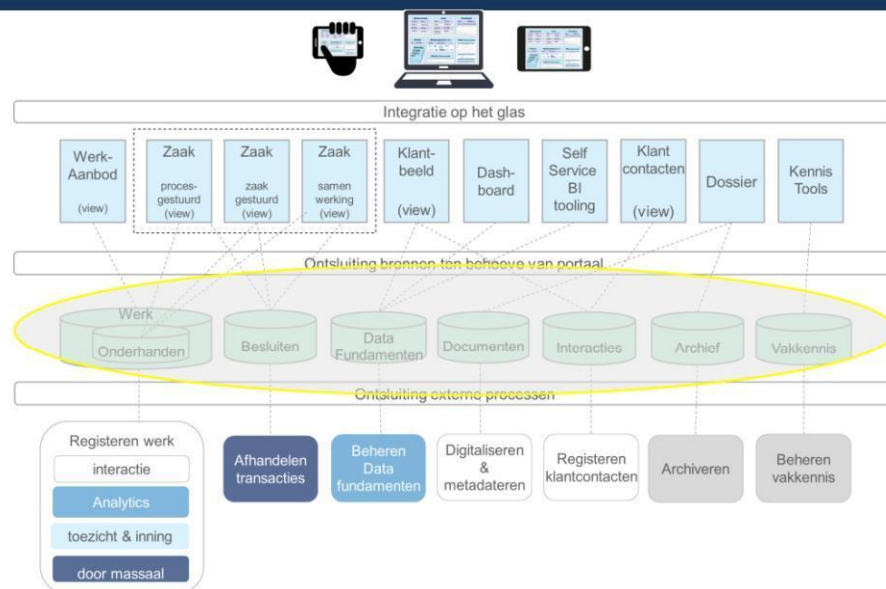 Integratie op het glas
Werk-
Aanbod
(view)
Zaak
proces-
gestuurd
(view)
Zaak
zaak
gestuurd
(view)
Zaak
samen
werking
(view)
Klant-
beeld
(view)
Dash-
board
Self
Service
BI
tooling
Klant
contacten
(view)
Dossier
Kennis
Tools
Ontsluiting bronnen ten behoeve van portaal
Werk
Onderhanden
Besluiten
Data
Fundamenten
Documenten
Interacties
Archief
Vakkennis
Ontsluiting externe processen
Registeren werk
interactie
Analytics
toezicht & inning
door massaal
Afhandelen
transacties
Beheren
Data
fundamenten
Digitaliseren
&
metadateren
Registeren
klantcontacten
Archiveren
Beheren
vakkennis